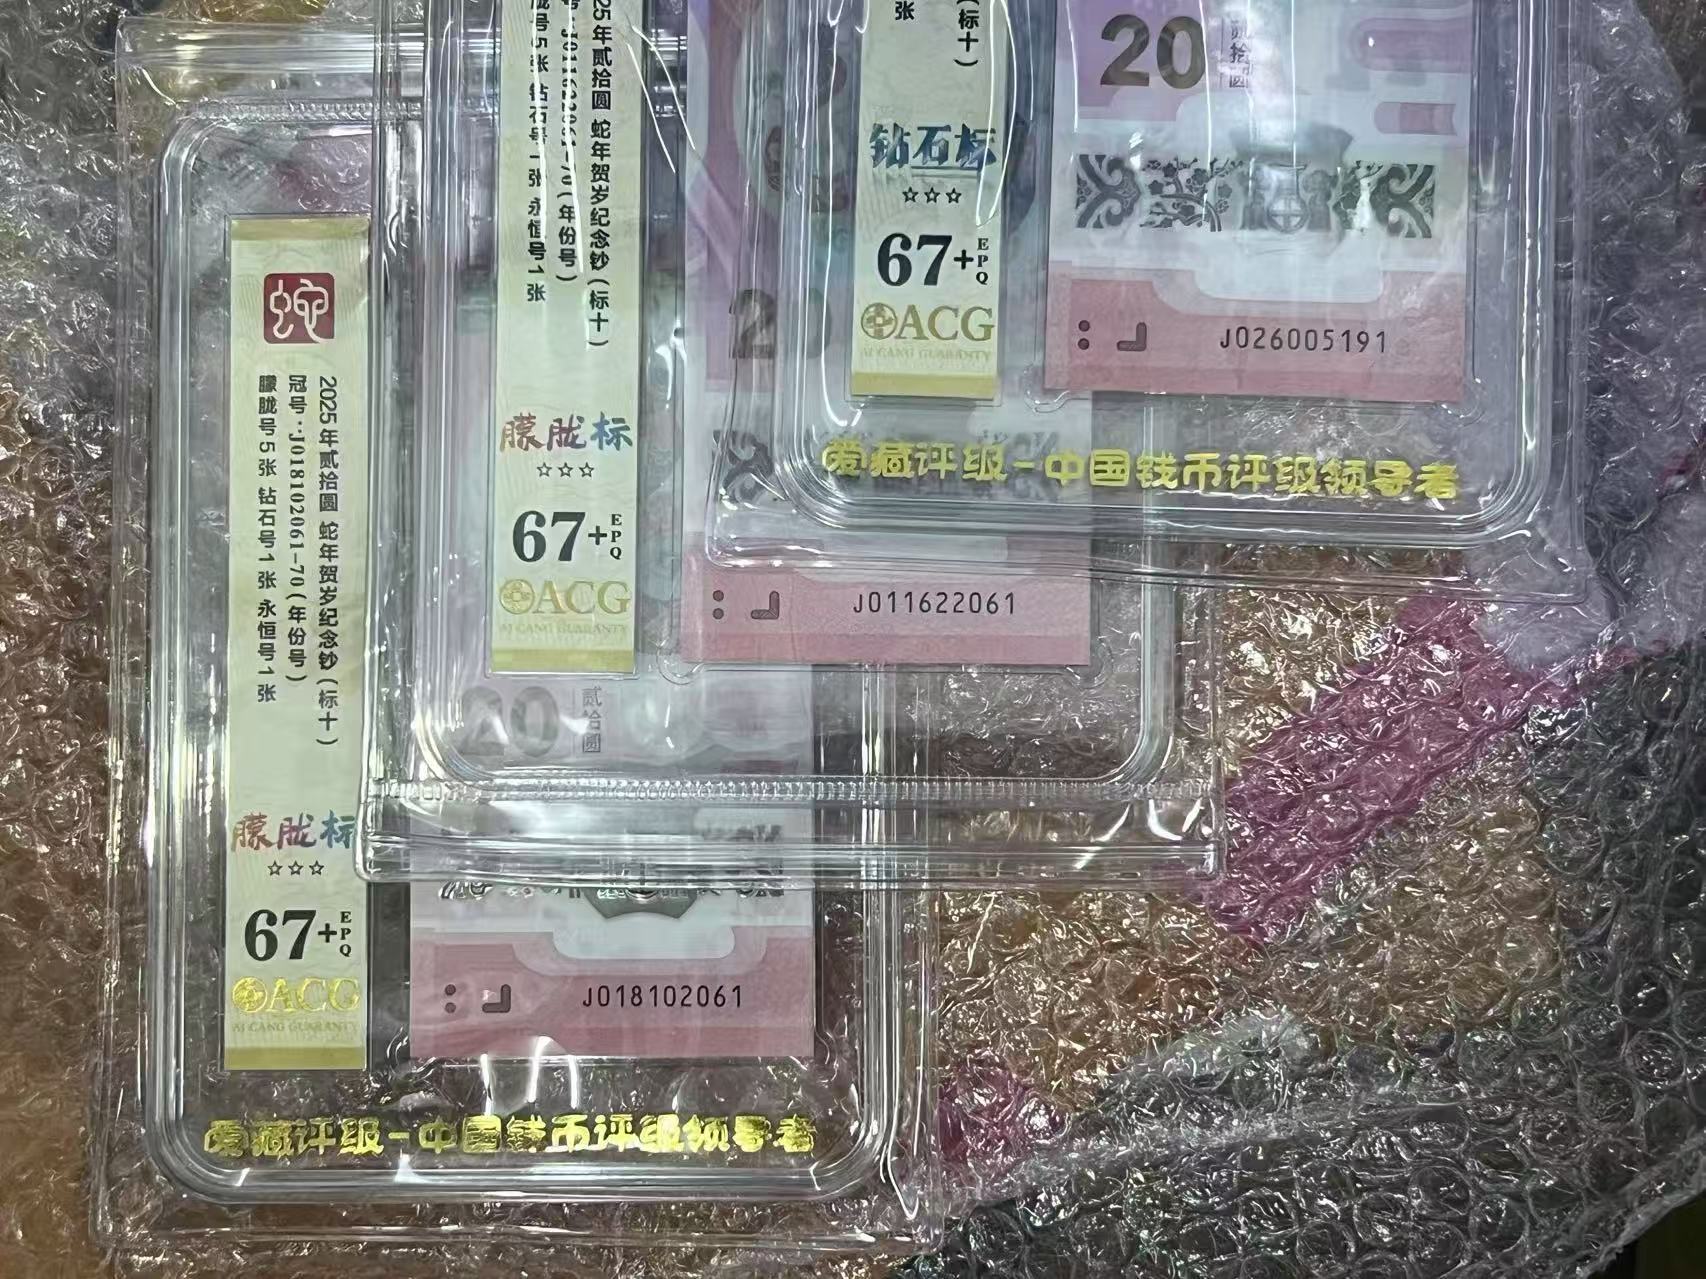 蛇
2025年贰拾圆 蛇年贺岁纪念钞(标十)
冠号:J018102061-70(年份号)
朦胧号5张 钻石号1张 永恒号1张
朦胧标
☆☆☆
67+EPQ
ACG
AI CANG GUARANTY
J018102061
爱藏评级-中国钱币评级领导者
25年贰拾圆 蛇年贺岁纪念钞(标十)
号:J011622061-70(年份号)
胧号5张 钻石号1张 永恒号1张
朦胧标
☆☆☆
67+EPQ
ACG
AI CANG GUARANTY
J011622061
20
贰拾圆
(标十)
张
钻石标
☆☆☆
67+EPQ
ACG
AI CANG GUARANTY
20
贰拾圆
J026005191
爱藏评级-中国钱币评级领导者